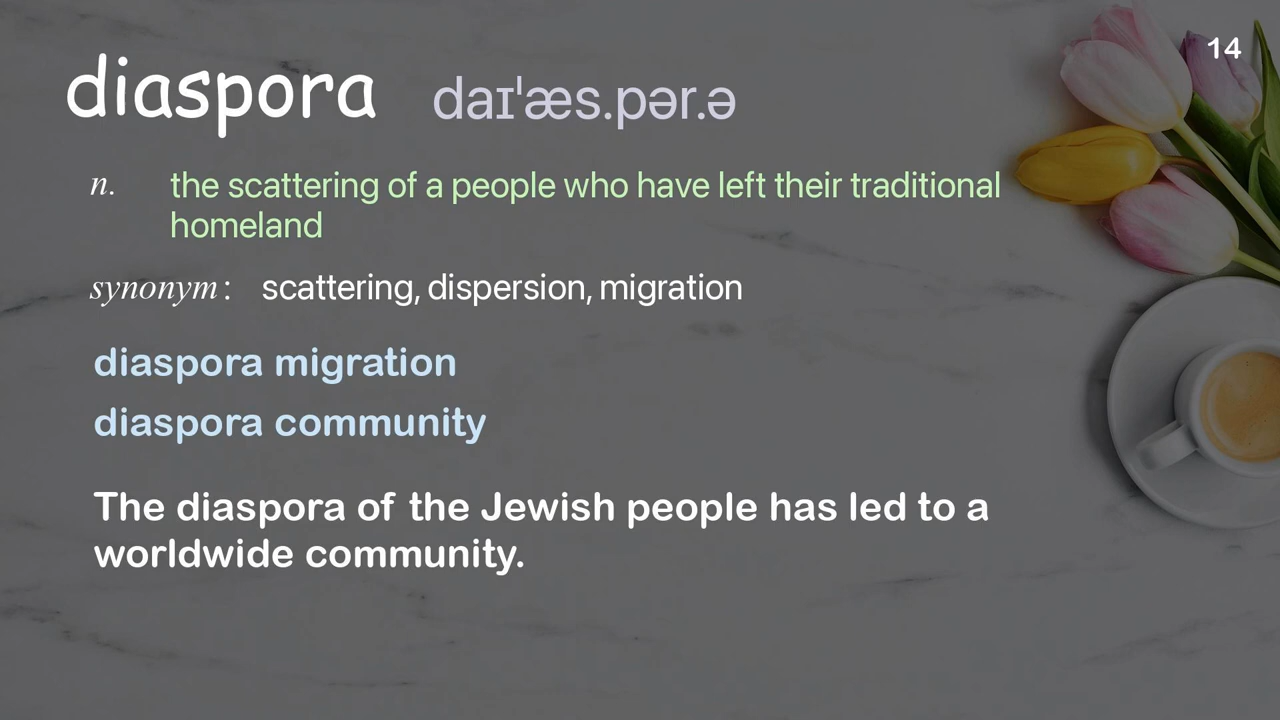 14
diaspora daɪˈæs.pər.ə
n. the scattering of a people who have left their traditional
homeland
synonym: scattering, dispersion, migration
diaspora migration
diaspora community
The diaspora of the Jewish people has led to a
worldwide community.